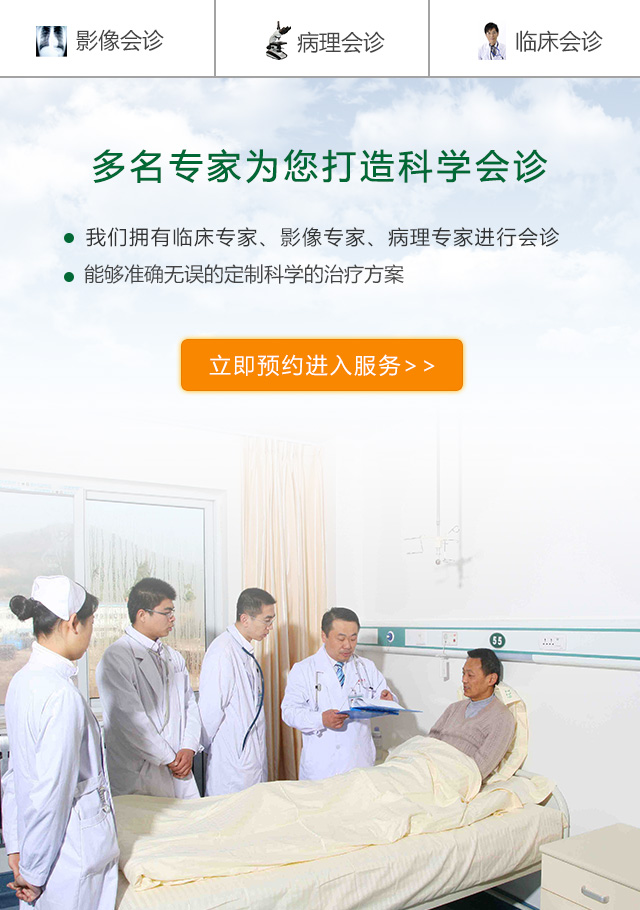 影像会诊
病理会诊
临床会诊
多名专家为您打造科学会诊
我们拥有临床专家、影像专家、病理专家进行会诊
能够准确无误的定制科学的治疗方案
立即预约进入服务>>
55